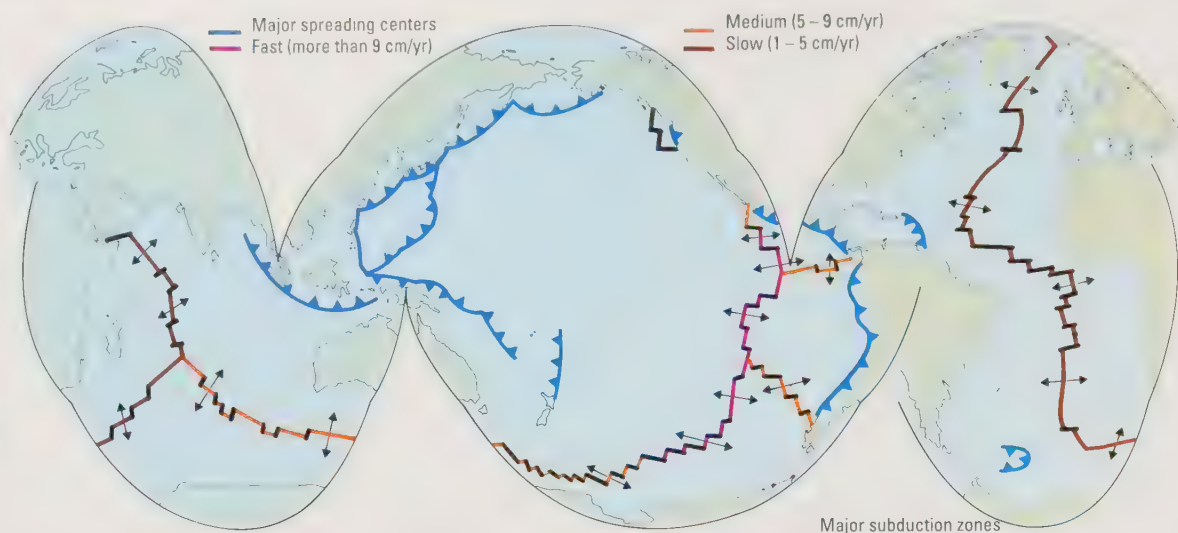 Major spreading centers
Fast (more than 9 cm/yr)
Medium (5 – 9 cm/yr)
Slow (1 – 5 cm/yr)
Major subduction zones